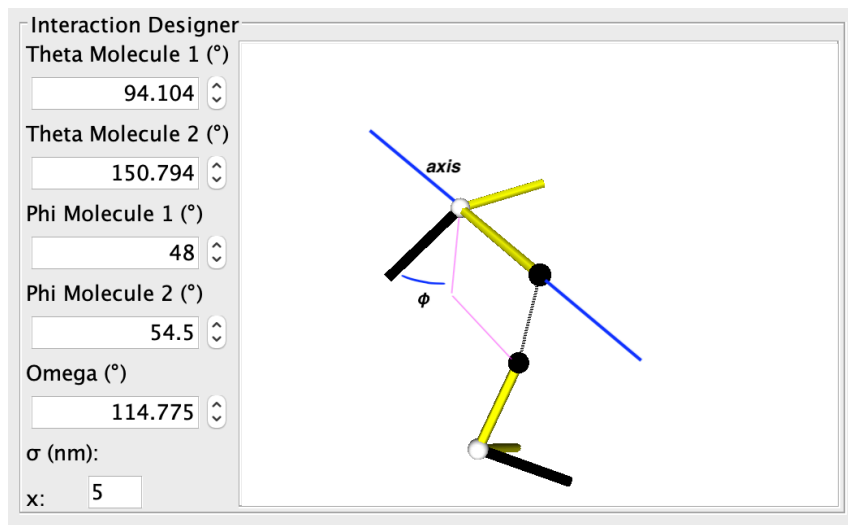 Interaction Designer
Theta Molecule 1 (°)
94.104
axis
Theta Molecule 2 (°)
150.794
Phi Molecule 1 (°)
48
ϕ
Phi Molecule 2 (°)
54.5
Omega (°)
114.775
σ (nm):
x: 5